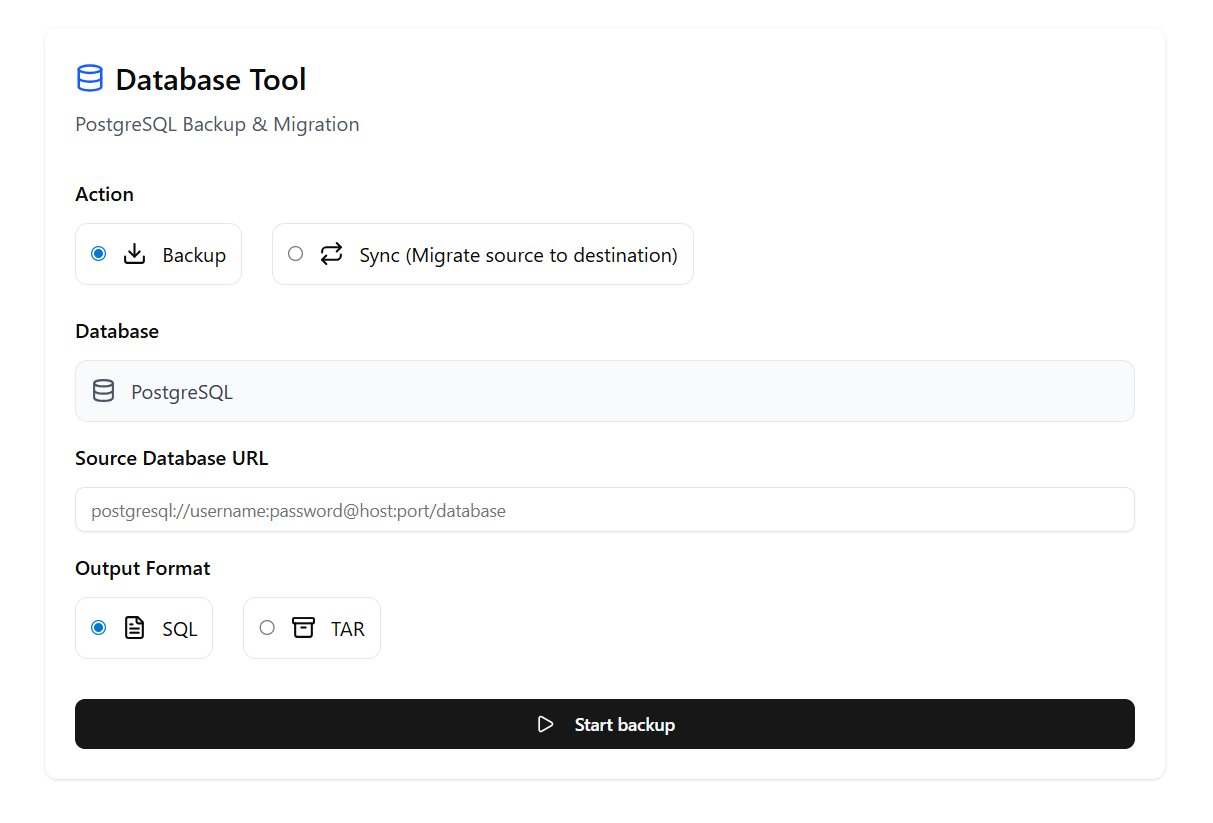 Database Tool
PostgreSQL Backup & Migration
Action
Backup
Sync (Migrate source to destination)
Database
PostgreSQL
Source Database URL
postgresql://username:password@host:port/database
Output Format
SQL
TAR
Start backup